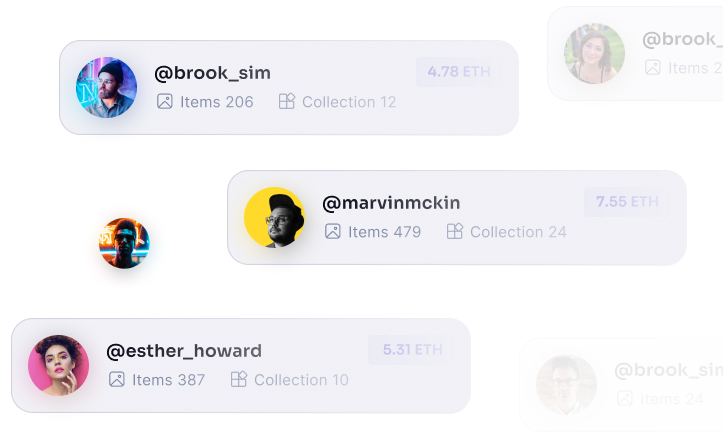 @brook_
Items 2
@brook_sim
4.78 ETH
Items 206 Collection 12
@marvinmckin
7.55 ETH
Items 479 Collection 24
@esther_howard
5.31 ETH
Items 387 Collection 10
@brook_sim
Items 24